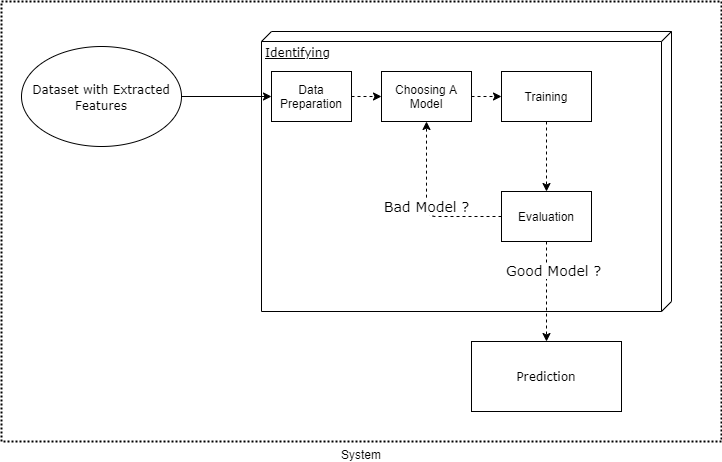 Identifying
Dataset with Extracted
Features
Data
Preparation
Choosing A
Model
Training
Bad Model ?
Evaluation
Good Model ?
Prediction
System